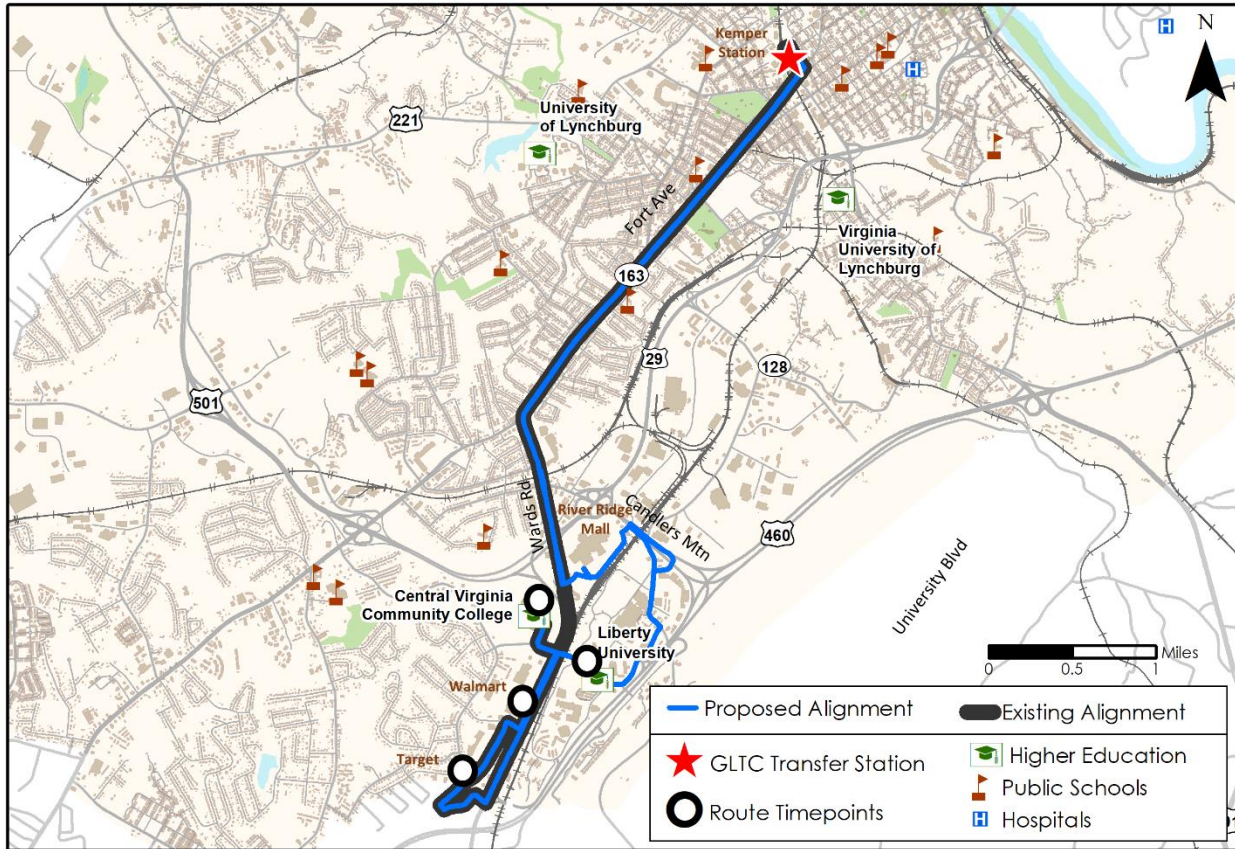 Kemper
Station
N
University
of Lynchburg
221
Fort Ave
Virginia
University of
Lynchburg
163
29
128
501
Wards Rd
River Ridge
Mall
Candlers Mtn
460
University Blvd
Central Virginia
Community College
Liberty
University
Walmart
Target
0 0.5 1 Miles
Proposed Alignment
Existing Alignment
GLTC Transfer Station
Route Timepoints
Higher Education
Public Schools
H Hospitals